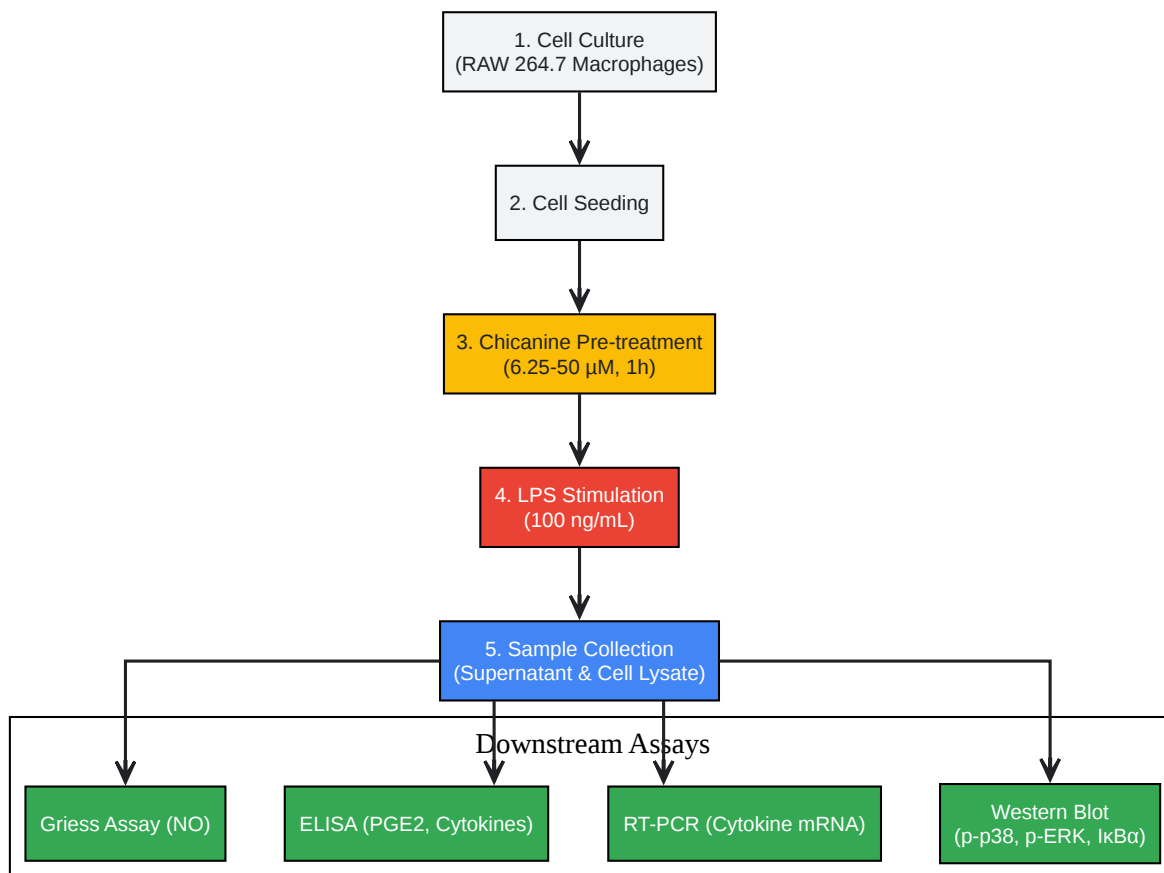 1. Cell Culture
(RAW 264.7 Macrophages)
2. Cell Seeding
3. Chicanine Pre-treatment
(6.25-50 µM, 1h)
4. LPS Stimulation
(100 ng/mL)
5. Sample Collection
(Supernatant & Cell Lysate)
Downstream Assays
Griess Assay (NO)
ELISA (PGE2, Cytokines)
RT-PCR (Cytokine mRNA)
Western Blot
(p-p38, p-ERK, IκBα)